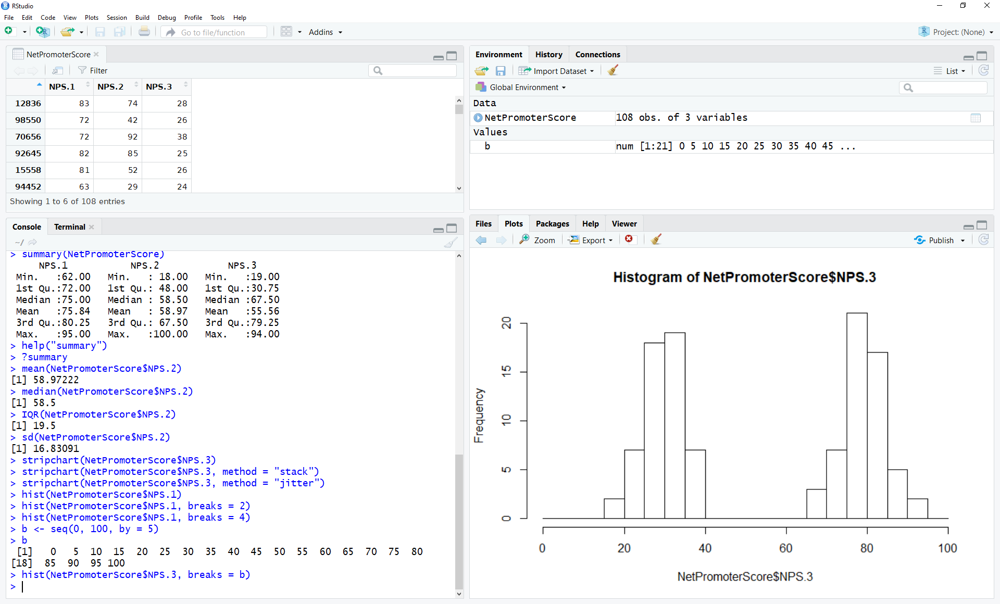 RStudio
File Edit Code View Plots Session Build Debug Profile Tools Help
Go to file/function Addins Project: (None)
NetPromoterScore
Filter
NPS.1 NPS.2 NPS.3
12836 83 74 28
98550 72 42 26
70656 72 92 38
92645 82 85 25
15558 81 52 26
94452 63 29 24
Showing 1 to 6 of 108 entries
Console Terminal
~/
> summary(NetPromoterScore)
NPS.1 NPS.2 NPS.3
Min. :62.00 Min. : 18.00 Min. :19.00
1st Qu.:72.00 1st Qu.: 48.00 1st Qu.:30.75
Median :75.00 Median : 58.50 Median :67.50
Mean :75.84 Mean : 58.97 Mean :55.56
3rd Qu.:80.25 3rd Qu.: 67.50 3rd Qu.:79.25
Max. :95.00 Max. :100.00 Max. :94.00
> help("summary")
> ?summary
> mean(NetPromoterScore$NPS.2)
[1] 58.97222
> median(NetPromoterScore$NPS.2)
[1] 58.5
> IQR(NetPromoterScore$NPS.2)
[1] 19.5
> sd(NetPromoterScore$NPS.2)
[1] 16.83091
> stripchart(NetPromoterScore$NPS.3)
> stripchart(NetPromoterScore$NPS.3, method = "stack")
> stripchart(NetPromoterScore$NPS.3, method = "jitter")
> hist(NetPromoterScore$NPS.1)
> hist(NetPromoterScore$NPS.1, breaks = 2)
> hist(NetPromoterScore$NPS.1, breaks = 4)
> b <- seq(0, 100, by = 5)
> b
[1] 0 5 10 15 20 25 30 35 40 45 50 55 60 65 70 75 80
[18] 85 90 95 100
> hist(NetPromoterScore$NPS.3, breaks = b)
>
Environment History Connections
Import Dataset List
Global Environment
Data
NetPromoterScore 108 obs. of 3 variables
Values
b num [1:21] 0 5 10 15 20 25 30 35 40 45 ...
Files Plots Packages Help Viewer
Zoom Export Publish
Histogram of NetPromoterScore$NPS.3
Frequency
20
15
10
5
0
0 20 40 60 80 100
NetPromoterScore$NPS.3